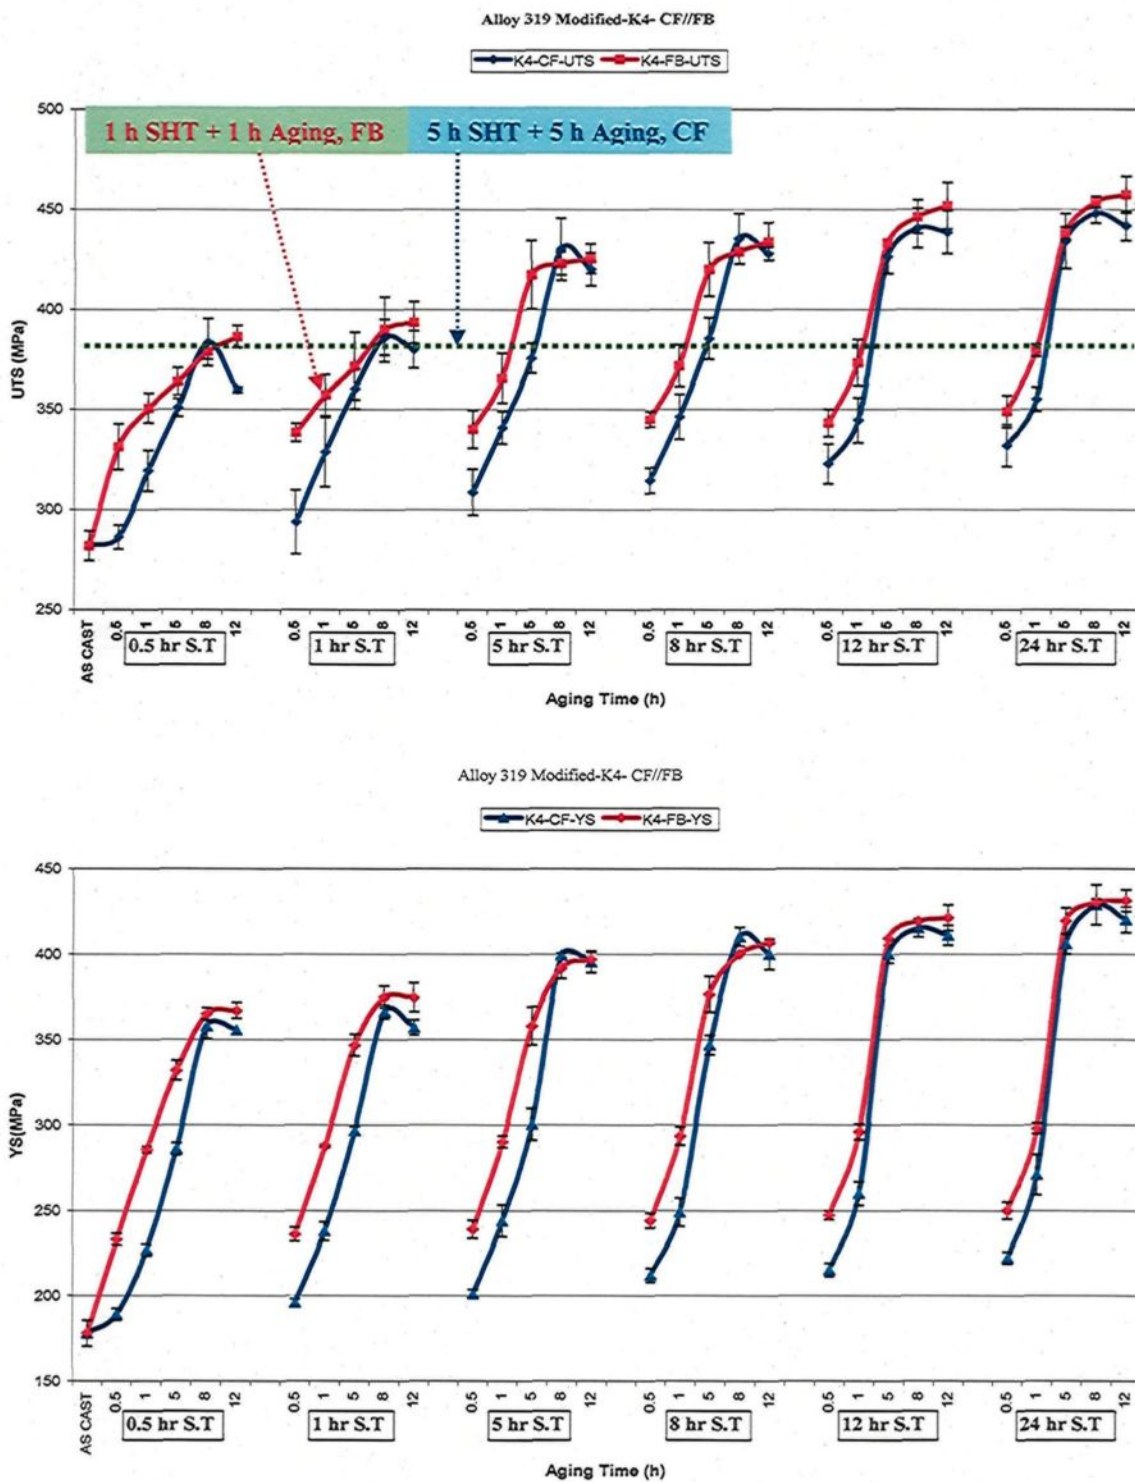 Alloy 319 Modified-K4- CF//FB
K4-CF-UTS K4-FB-UTS
1 h SHT + 1 h Aging, FB 5 h SHT + 5 h Aging, CF
500
450
400
350
300
250
UTS (MPa)
AS CAST 0.5 1 5 8 12 0.5 1 5 8 12 0.5 1 5 8 12 0.5 1 5 8 12 0.5 1 5 8 12 0.5 1 5 8 12
0.5 hr S.T 1 hr S.T 5 hr S.T 8 hr S.T 12 hr S.T 24 hr S.T
Aging Time (h)
Alloy 319 Modified-K4- CF//FB
K4-CF-YS K4-FB-YS
450
400
350
300
250
200
150
YS(MPa)
AS CAST 0.5 1 5 8 12 0.5 1 5 8 12 0.5 1 5 8 12 0.5 1 5 8 12 0.5 1 5 8 12 0.5 1 5 8 12
0.5 hr S.T 1 hr S.T 5 hr S.T 8 hr S.T 12 hr S.T 24 hr S.T
Aging Time (h)